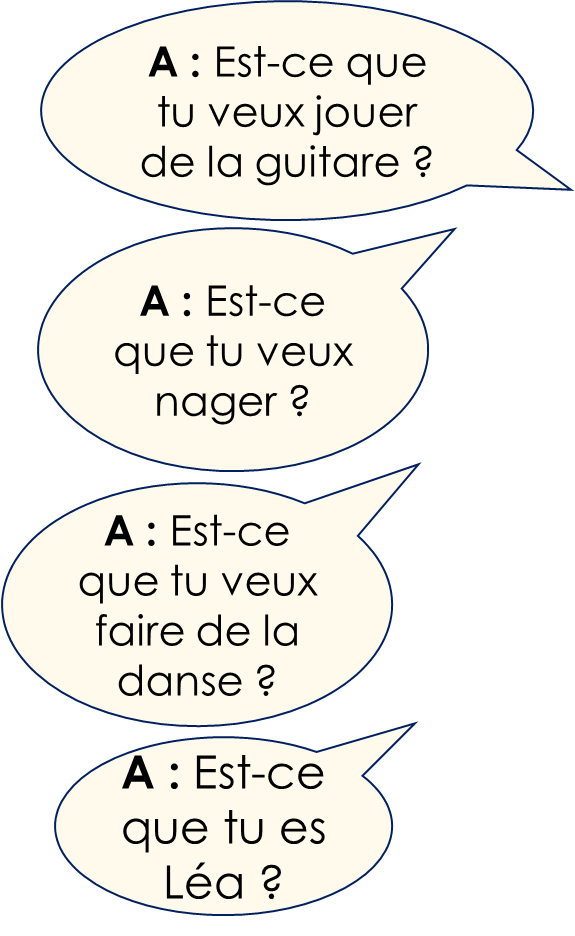 A : Est-ce que
tu veux jouer
de la guitare ?
A : Est-ce
que tu veux
nager ?
A : Est-ce
que tu veux
faire de la
danse ?
A : Est-ce
que tu es
Léa ?